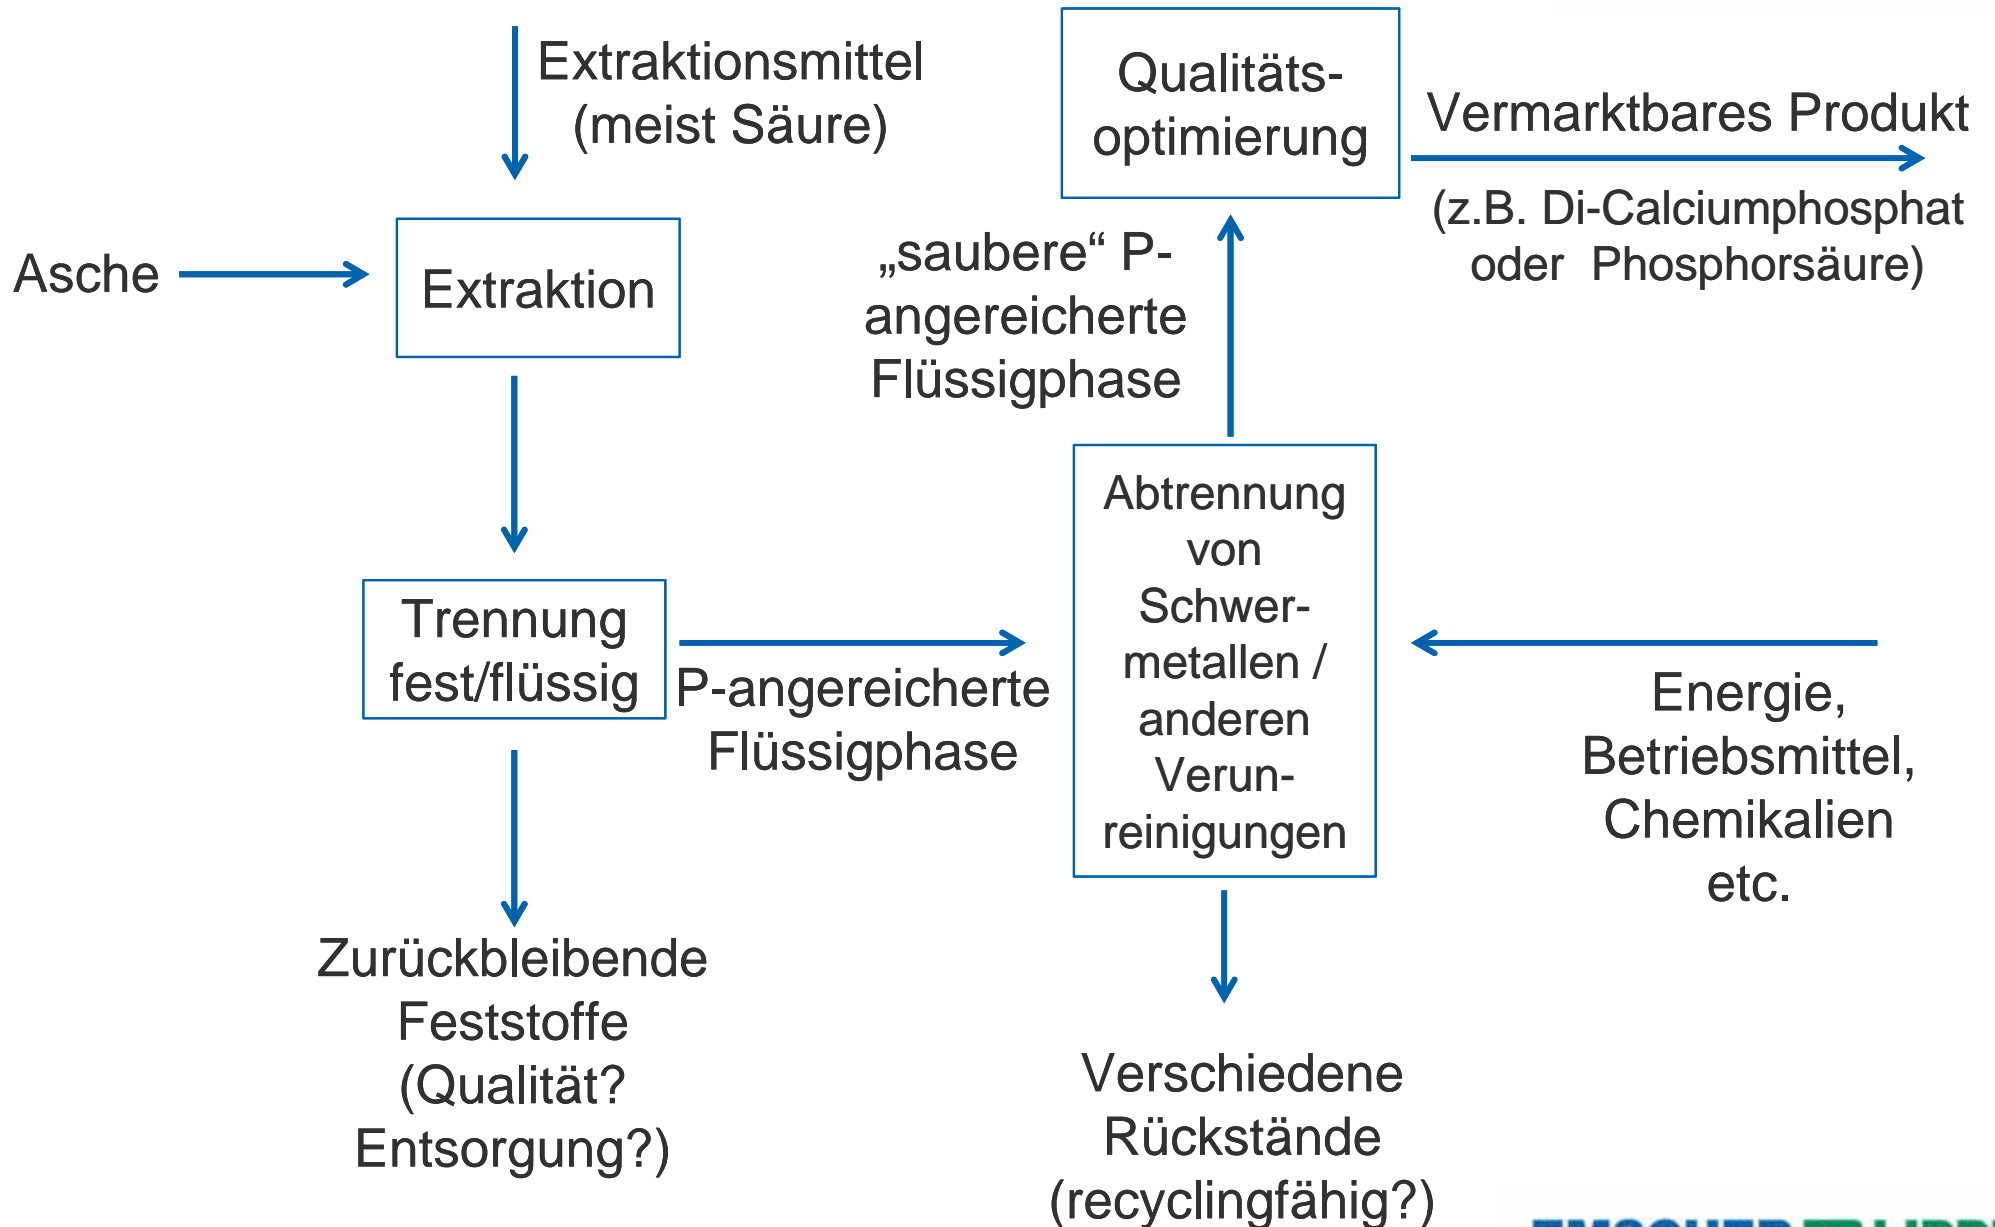 Extraktionsmittel
(meist Säure)
Asche
Extraktion
Trennung
fest/flüssig
P-angereicherte
Flüssigphase
Zurückbleibende
Feststoffe
(Qualität?
Entsorgung?)
Qualitäts-
optimierung
Vermarktbares Produkt
(z.B. Di-Calciumphosphat
oder Phosphorsäure)
„saubere“ P-
angereicherte
Flüssigphase
Abtrennung
von
Schwer-
metallen /
anderen
Verun-
reinigungen
Energie,
Betriebsmittel,
Chemikalien
etc.
Verschiedene
Rückstände
(recyclingfähig?)